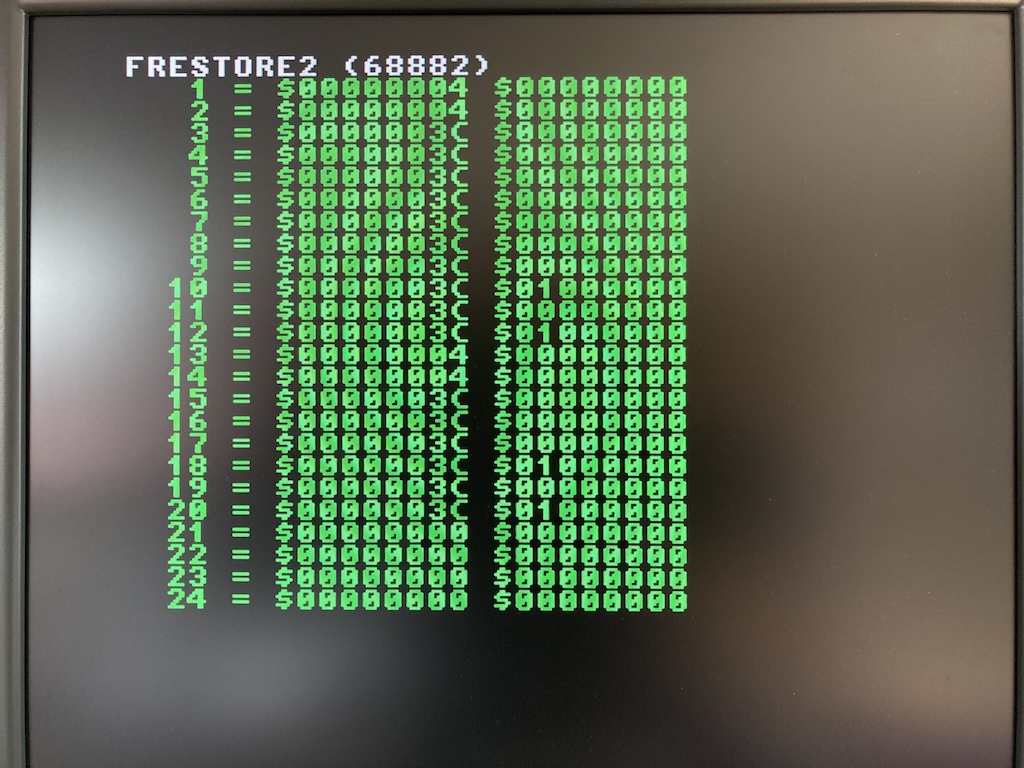 FRESTORE2 (68882)
1 = $00000004 $00000000
2 = $00000004 $00000000
3 = $0000003C $00000000
4 = $0000003C $00000000
5 = $0000003C $00000000
6 = $0000003C $00000000
7 = $0000003C $00000000
8 = $0000003C $00000000
9 = $0000003C $00000000
10 = $0000003C $01000000
11 = $0000003C $00000000
12 = $0000003C $01000000
13 = $00000004 $00000000
14 = $00000004 $00000000
15 = $0000003C $00000000
16 = $0000003C $00000000
17 = $0000003C $00000000
18 = $0000003C $01000000
19 = $0000003C $00000000
20 = $0000003C $01000000
21 = $00000000 $00000000
22 = $00000000 $00000000
23 = $00000000 $00000000
24 = $00000000 $00000000